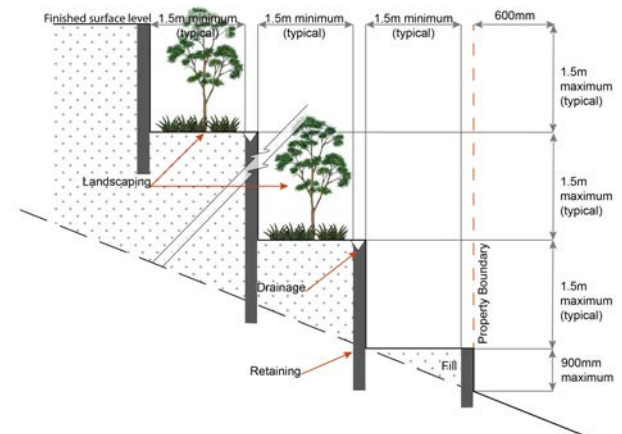 Finished surface level
1.5m minimum
(typical)
1.5m minimum
(typical)
1.5m minimum
(typical)
600mm
1.5m
maximum
(typical)
Landscaping
1.5m
maximum
(typical)
Drainage
Property Boundary
1.5m
maximum
(typical)
Retaining
Fill
900mm
maximum